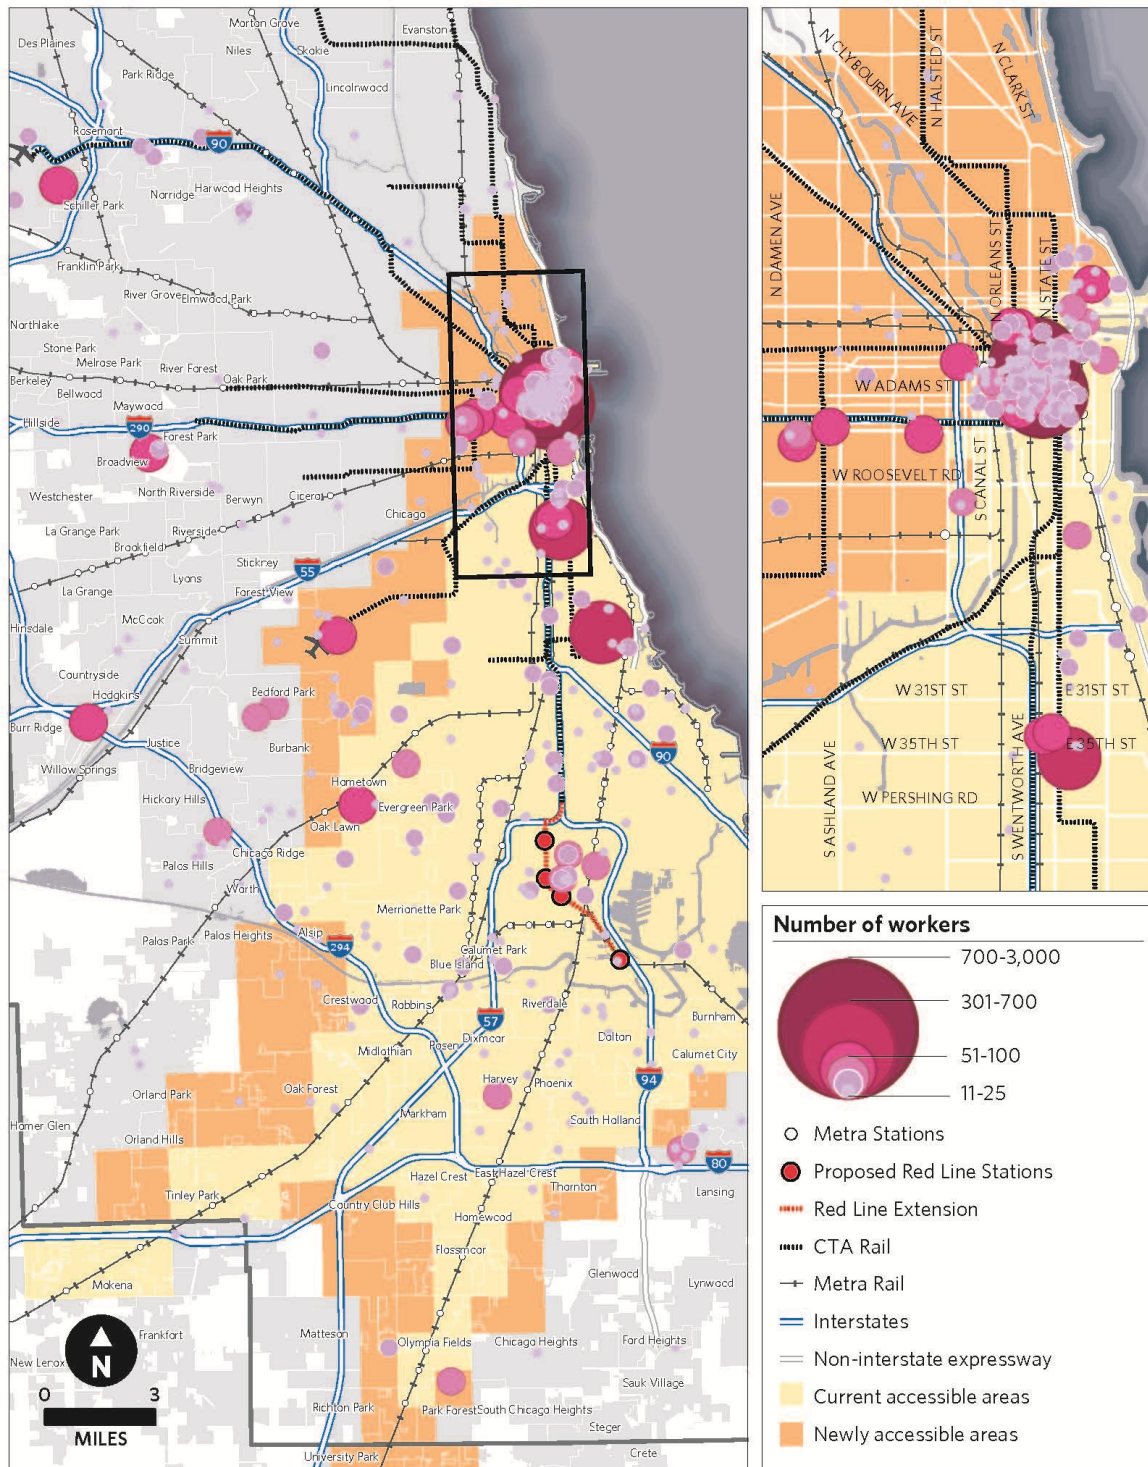 Morton Grove
Evanston
Des Plaines
Niles
Skokie
Park Ridge
Lincolnwood
Rosemont
90
Norridge
Harwood Heights
Schiller Park
Franklin Park
River Grove
Elmwood Park
Northlake
Stone Park
Melrose Park
River Forest
Oak Park
Berkeley
Bellwood
Maywood
Hillside
290
Forest Park
Broadview
Westchester
North Riverside
Berwyn
Cicero
Chicago
La Grange Park
Riverside
Brookfield
Stickney
55
Lyons
La Grange
Forest View
McCook
Hinsdale
Summit
Countryside
Hodgkins
Bedford Park
Burr Ridge
Justice
Burbank
90
Willow Springs
Bridgeview
Hometown
Hickory Hills
Evergreen Park
Oak Lawn
Chicago Ridge
Palos Hills
Worth
Merrionette Park
Palos Park
Palos Heights
Alsip
294
Calumet Park
Blue Island
Crestwood
Robbins
Riverdale
Burnham
57
Dixmoor
Dolton
Midlothian
Posen
Calumet City
Orland Park
Oak Forest
Harvey
Phoenix
94
Markham
South Holland
Homer Glen
Orland Hills
80
Hazel Crest
East Hazel Crest
Thornton
Lansing
Tinley Park
Country Club Hills
Homewood
Flossmoor
Glenwood
Lynwood
Mokena
Frankfort
Matteson
Olympia Fields
Chicago Heights
Ford Heights
New Lenox
Sauk Village
Richton Park
Park Forest
South Chicago Heights
Steger
University Park
Crete
N
0 3
MILES
N CLYBOURN AVE
N HALSTED ST
N CLARK ST
N DAMEN AVE
N ORLEANS ST
N STATE ST
W ADAMS ST
W ROOSEVELT RD
S CANAL ST
W 31ST ST
E 31ST ST
W 35TH ST
E 35TH ST
S ASHLAND AVE
S WENTWORTH AVE
W PERSHING RD
Number of workers
700-3,000
301-700
51-100
11-25
Metra Stations
Proposed Red Line Stations
Red Line Extension
CTA Rail
Metra Rail
Interstates
Non-interstate expressway
Current accessible areas
Newly accessible areas